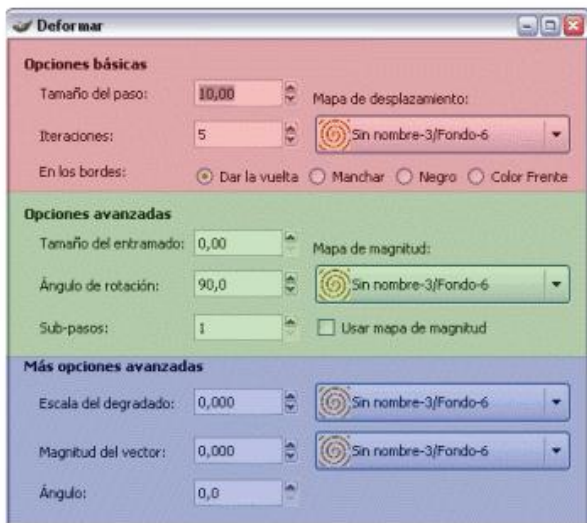 Deformar
Opciones básicas
Tamaño del paso: 10,00 Mapa de desplazamiento:
Iteraciones: 5 Sin nombre-3/Fondo-6
En los bordes: Dar la vuelta Manchar Negro Color Frente
Opciones avanzadas
Tamaño del entramado: 0,00 Mapa de magnitud:
Ángulo de rotación: 90,0 Sin nombre-3/Fondo-6
Sub-pasos: 1 Usar mapa de magnitud
Más opciones avanzadas
Escala del degradado: 0,000 Sin nombre-3/Fondo-6
Magnitud del vector: 0,000 Sin nombre-3/Fondo-6
Ángulo: 0,0